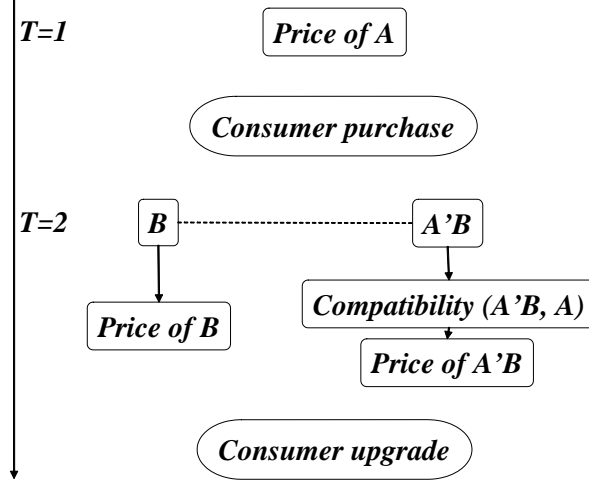 T=1
Price of A
Consumer purchase
T=2
B
A’B
Compatibility (A’B, A)
Price of B
Price of A’B
Consumer upgrade